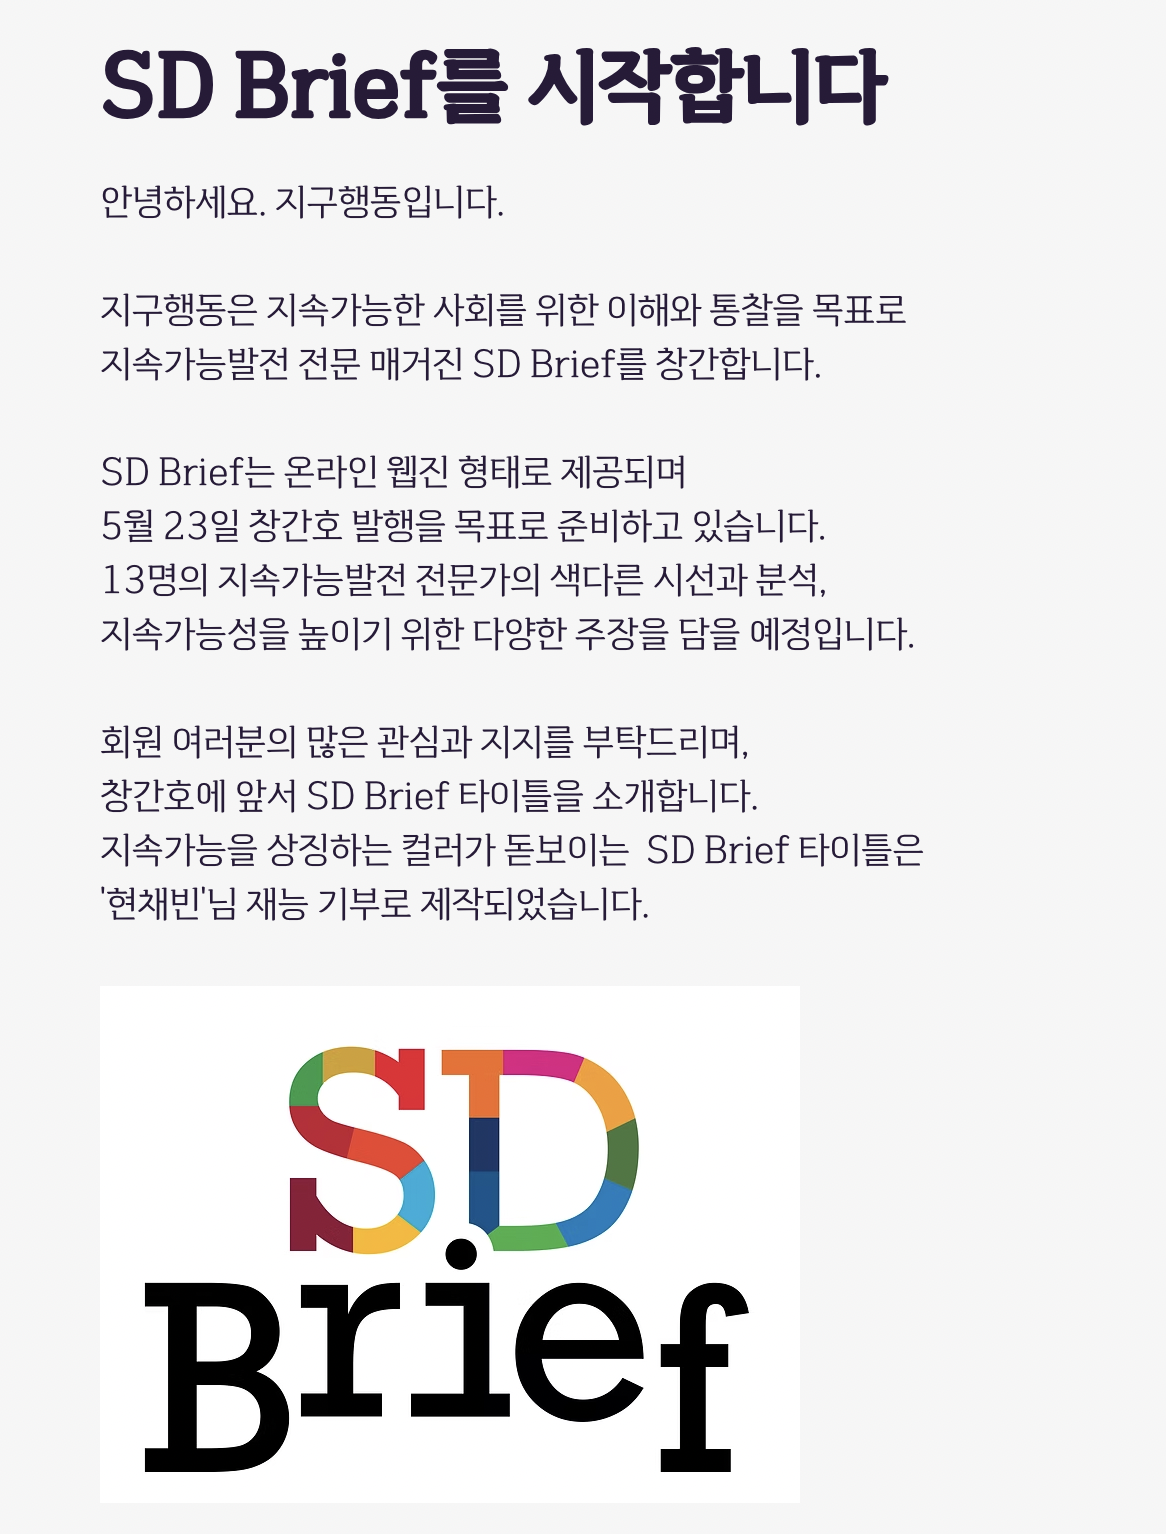 SD Brief를 시작합니다
안녕하세요. 지구행동입니다.
지구행동은 지속가능한 사회를 위한 이해와 통찰을 목표로
지속가능발전 전문 매거진 SD Brief를 창간합니다.
SD Brief는 온라인 웹진 형태로 제공되며
5월 23일 창간호 발행을 목표로 준비하고 있습니다.
13명의 지속가능발전 전문가의 색다른 시선과 분석,
지속가능성을 높이기 위한 다양한 주장을 담을 예정입니다.
회원 여러분의 많은 관심과 지지를 부탁드리며,
창간호에 앞서 SD Brief 타이틀을 소개합니다.
지속가능을 상징하는 컬러가 돋보이는  SD Brief 타이틀은
'현채빈'님 재능 기부로 제작되었습니다.
SD
Brief